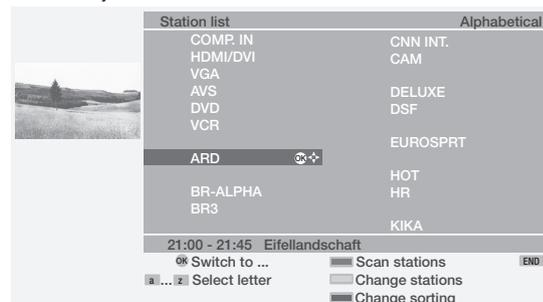 Station list Alphabetical
COMP. IN
HDMI/DVI
VGA
AVS
DVD
VCR
ARD OK
BR-ALPHA
BR3
CNN INT.
CAM
DELUXE
DSF
EUROSPRT
HOT
HR
KIKA
21:00 - 21:45 Eifellandschaft
OK Switch to ...
a ... z Select letter
Scan stations END
Change stations
Change sorting